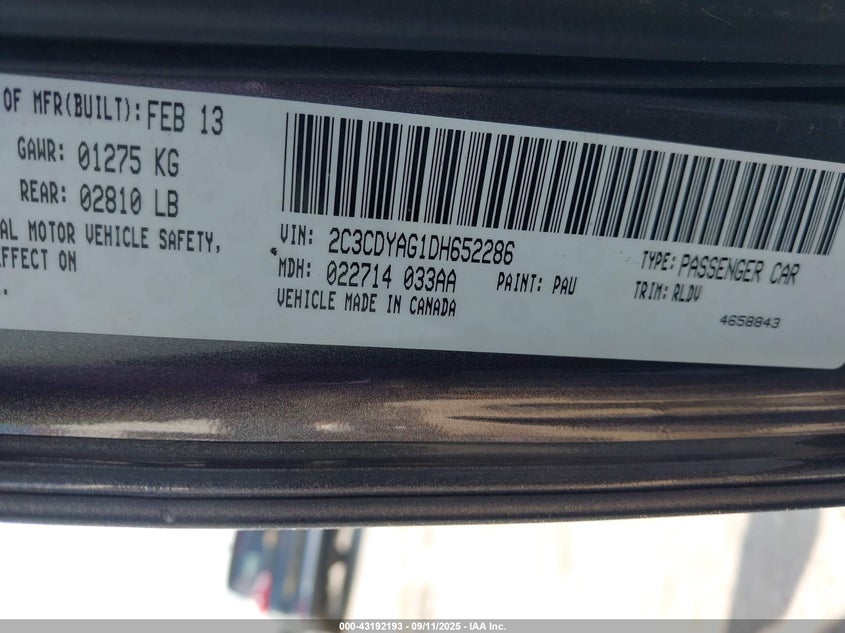 OF MFR(BUILT): FEB 13
GAWR: 01275 KG
REAR: 02810 LB
AL MOTOR VEHICLE SAFETY,
FFECT ON
VIN: 2C3CDYAG1DH652286
MDH: 022714 033AA
PAINT: PAU
VEHICLE MADE IN CANADA
TYPE: PASSENGER CAR
TRIM: RLDV
4658843
000-43192193 - 09/11/2025 - IAA Inc.